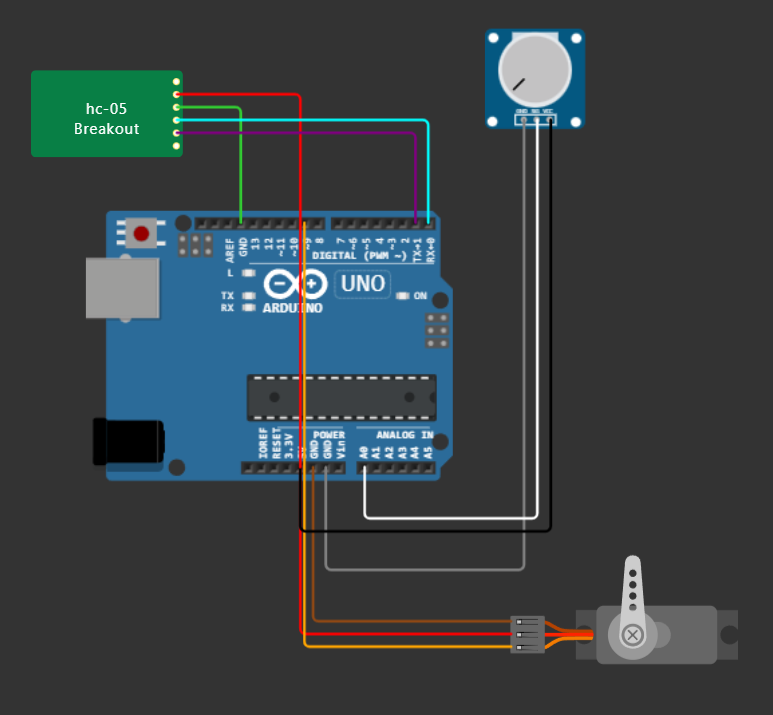 GND SIG VCC
hc-05
Breakout
AREF
GND
13
12
~11
~10
~9
8
7
~6
~5
4
~3
2
TX→1
RX←0
DIGITAL (PWM ~)
L
TX
RX
UNO
ON
ARDUINO
IOREF
RESET
3.3V
GND
GND
Vin
POWER
ANALOG IN
A0
A1
A2
A3
A4
A5